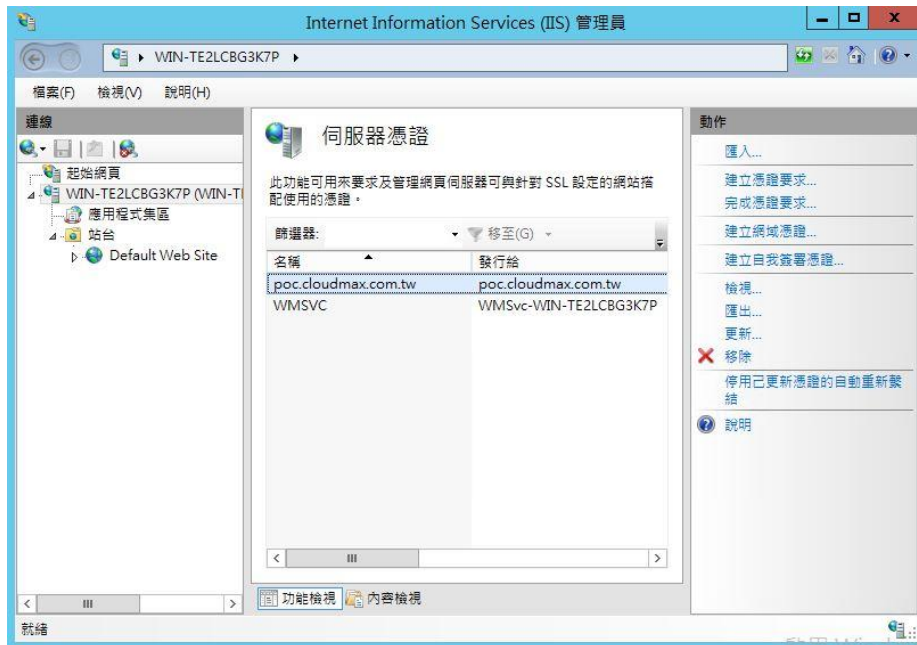 Internet Information Services (IIS) 管理員
WIN-TE2LCBG3K7P
檔案(F) 檢視(V) 說明(H)
連線
起始網頁
WIN-TE2LCBG3K7P (WIN-TI
應用程式集區
站台
Default Web Site
伺服器憑證
此功能可用來要求及管理網頁伺服器可與針對 SSL 設定的網站搭
配使用的憑證。
篩選器: 移至(G)
名稱 發行給
poc.cloudmax.com.tw poc.cloudmax.com.tw
WMSVC WMSvc-WIN-TE2LCBG3K7P
功能檢視 內容檢視
動作
匯入...
建立憑證要求...
完成憑證要求...
建立網域憑證...
建立自我簽署憑證...
檢視...
匯出...
更新...
移除
停用已更新憑證的自動重新繫
結
說明
就緒